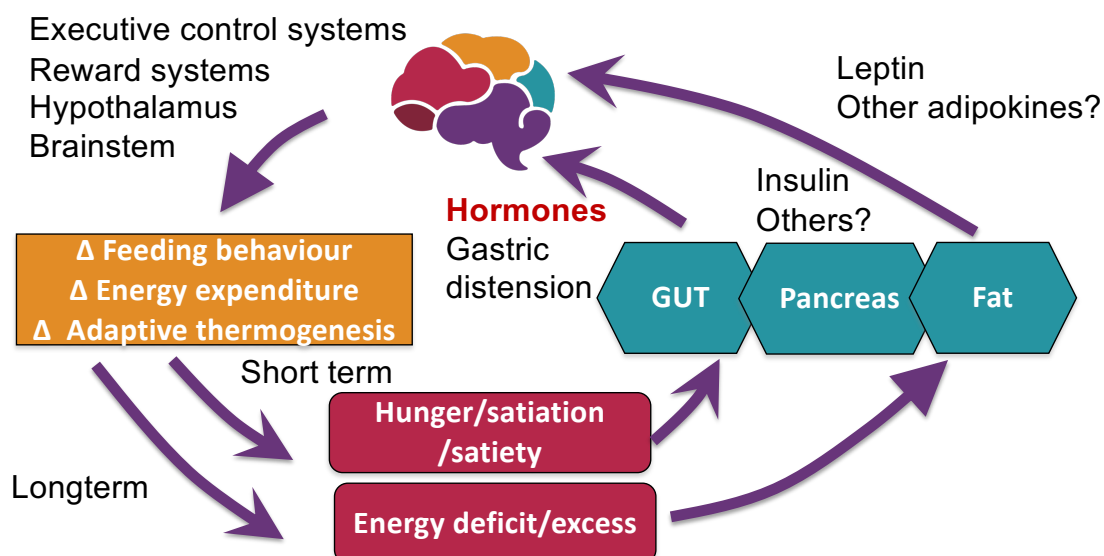 Executive control systems
Reward systems
Hypothalamus
Brainstem
Leptin
Other adipokines?
Insulin
Others?
Hormones
Gastric
distension
Δ Feeding behaviour
Δ Energy expenditure
Δ Adaptive thermogenesis
GUT
Pancreas
Fat
Short term
Hunger/satiation
/satiety
Longterm
Energy deficit/excess